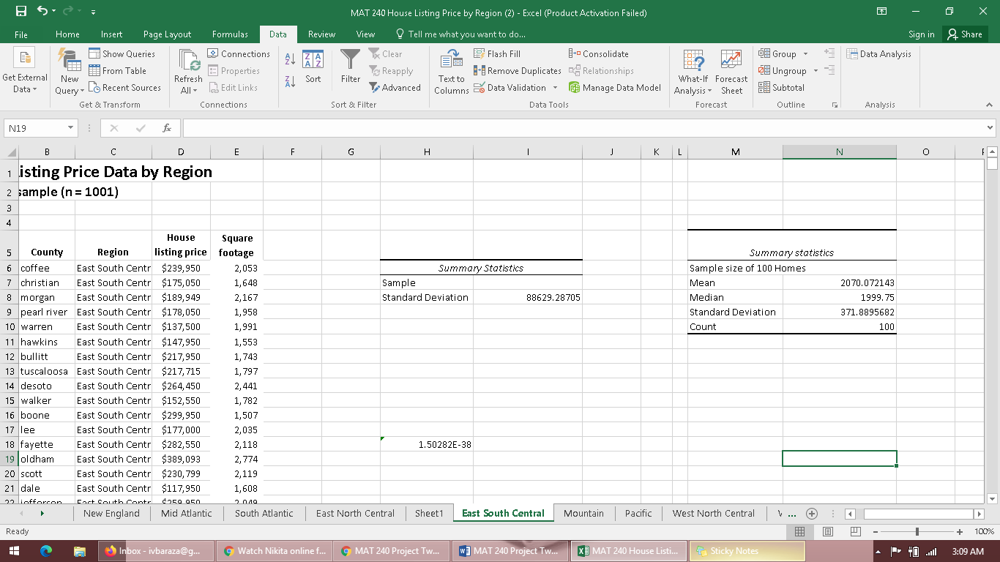 MAT 240 House Listing Price by Region (2) - Excel (Product Activation Failed)
File Home Insert Page Layout Formulas Data Review View Tell me what you want to do... Sign in Share
Get External Data
New Query
Show Queries
From Table
Recent Sources
Get & Transform
Refresh All
Connections
Properties
Edit Links
Connections
Sort
Filter
Clear
Reapply
Advanced
Sort & Filter
Text to Columns
Flash Fill
Remove Duplicates
Data Validation
Consolidate
Relationships
Manage Data Model
Data Tools
What-If Analysis
Forecast Sheet
Forecast
Group
Ungroup
Subtotal
Outline
Data Analysis
Analysis
N19 fx
B C D E F G H I J K L M N O
1 isting Price Data by Region
2 sample (n = 1001)
3
4
5 County Region House listing price Square footage Summary statistics
6 coffee East South Centr $239,950 2,053 Summary Statistics Sample size of 100 Homes
7 christian East South Centr $175,050 1,648 Sample Mean 2070.072143
8 morgan East South Centr $189,949 2,167 Standard Deviation 88629.28705 Median 1999.75
9 pearl river East South Centr $178,050 1,958 Standard Deviation 371.8895682
10 warren East South Centr $137,500 1,991 Count 100
11 hawkins East South Centr $147,950 1,553
12 bullitt East South Centr $217,950 1,743
13 tuscaloosa East South Centr $217,715 1,797
14 desoto East South Centr $264,450 2,441
15 walker East South Centr $152,550 1,782
16 boone East South Centr $299,950 1,507
17 lee East South Centr $177,000 2,035
18 fayette East South Centr $282,550 2,118 1.50282E-38
19 oldham East South Centr $389,093 2,774
20 scott East South Centr $230,799 2,119
21 dale East South Centr $117,950 1,608
22 jefferson East South Centr $259,950 2,049
New England Mid Atlantic South Atlantic East North Central Sheet1 East South Central Mountain Pacific West North Central ...
Ready 100%
Inbox - ivbaraza@g... Watch Nikita online f... MAT 240 Project Tw... MAT 240 Project Tw... MAT 240 House Listi... Sticky Notes 3:09 AM